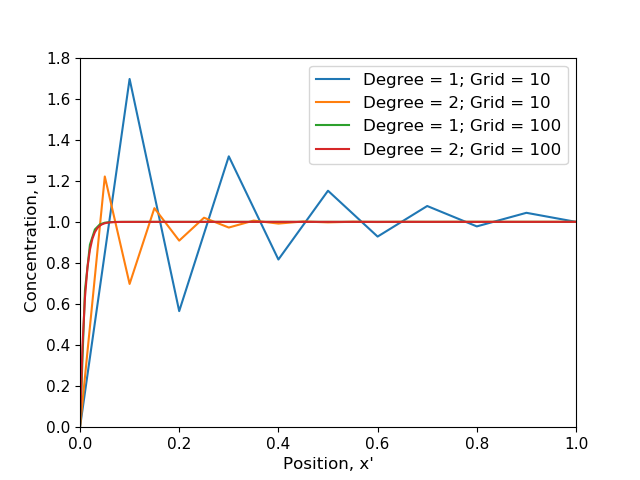 1.8
1.6
1.4
1.2
1.0
0.8
0.6
0.4
0.2
0.0
Concentration, u
Degree = 1; Grid = 10
Degree = 2; Grid = 10
Degree = 1; Grid = 100
Degree = 2; Grid = 100
0.0 0.2 0.4 0.6 0.8 1.0
Position, x'